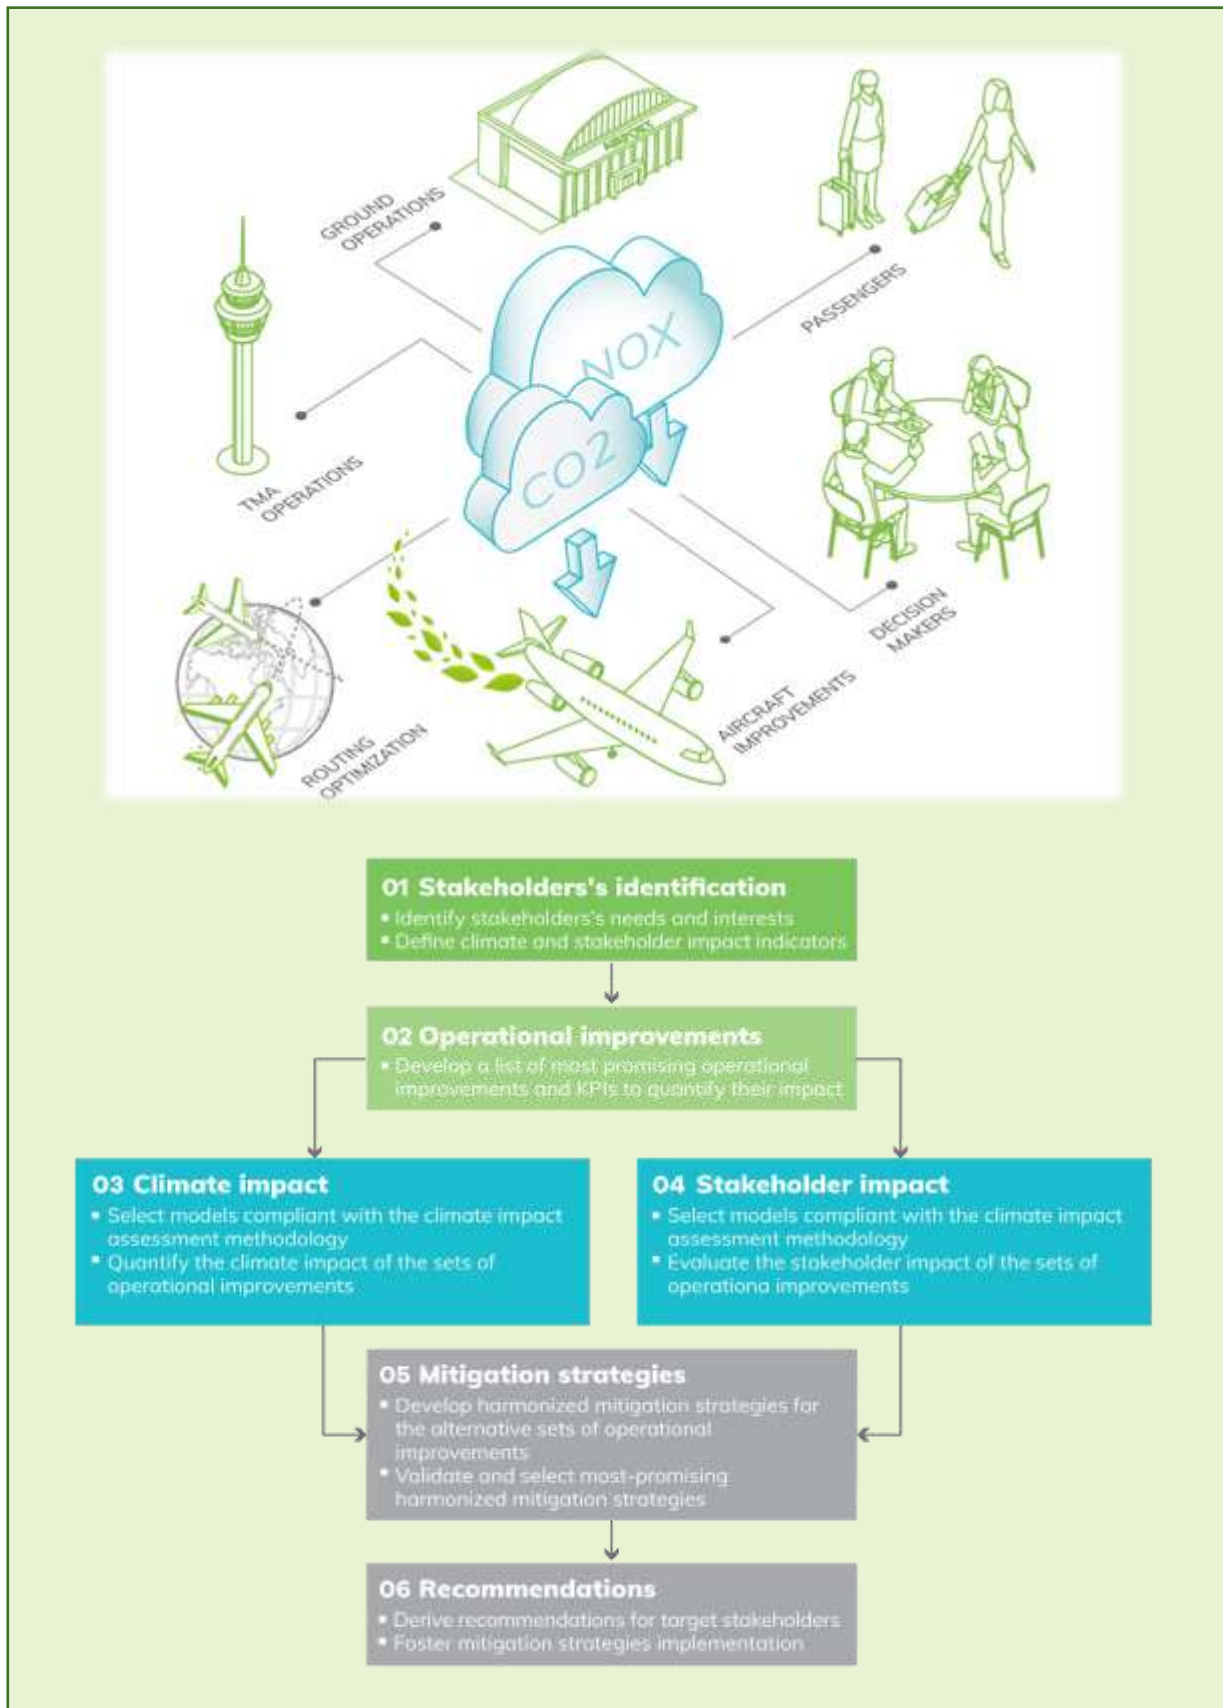 GROUND
OPERATIONS
PASSENGERS
NOX
CO2
TMA
OPERATIONS
DECISION
MAKERS
AIRCRAFT
IMPROVEMENTS
ROUTING
OPTIMIZATION
01 Stakeholders's identification
▪ Identify stakeholders's needs and interests
▪ Define climate and stakeholder impact indicators
02 Operational improvements
▪ Develop a list of most promising operational
improvements and KPIs to quantify their impact
03 Climate impact
▪ Select models compliant with the climate impact
assessment methodology
▪ Quantify the climate impact of the sets of
operational improvements
04 Stakeholder impact
▪ Select models compliant with the climate impact
assessment methodology
▪ Evaluate the stakeholder impact of the sets of
operationa improvements
05 Mitigation strategies
▪ Develop harmonized mitigation strategies for
the alternative sets of operational
improvements
▪ Validate and select most-promising
harmonized mitigation strategies
06 Recommendations
▪ Derive recommendations for target stakeholders
▪ Foster mitigation strategies implementation